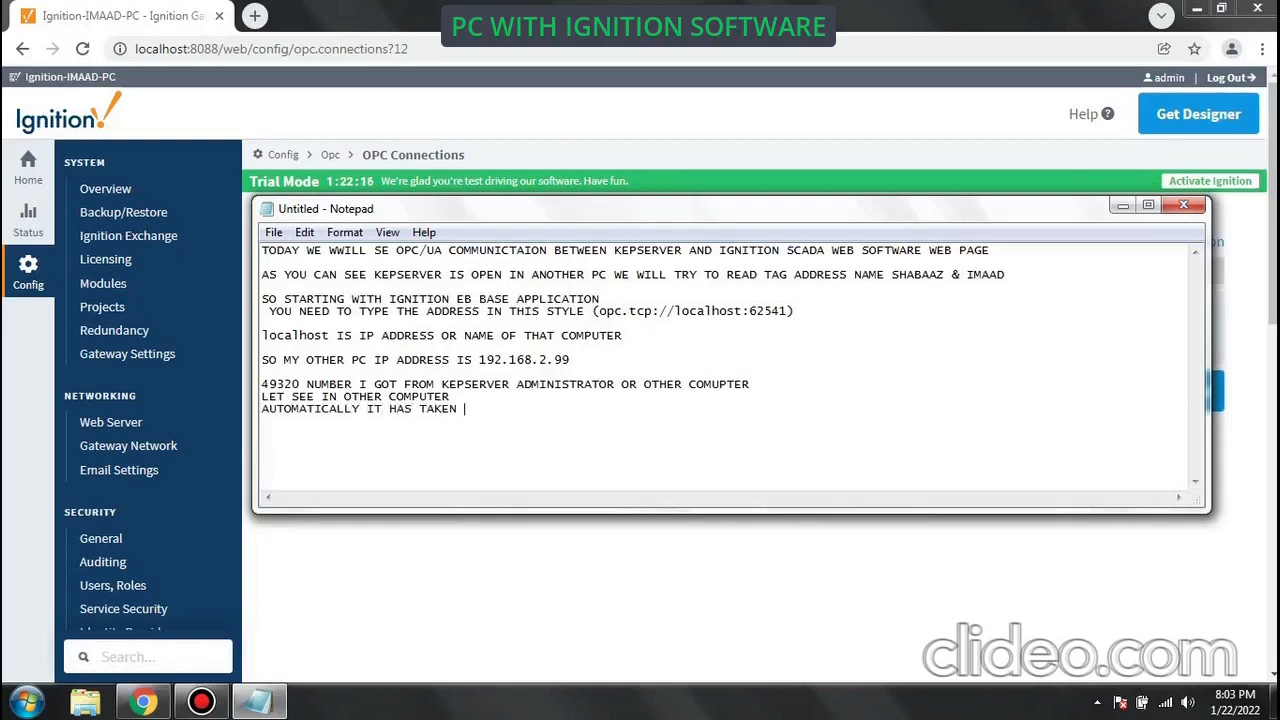 Ignition-IMAAD-PC - Ignition Ga
PC WITH IGNITION SOFTWARE
localhost:8088/web/config/opc.connections?12
Ignition-IMAAD-PC
admin | Log Out
Ignition!
Help
Get Designer
Home
Status
Config
SYSTEM
Overview
Backup/Restore
Ignition Exchange
Licensing
Modules
Projects
Redundancy
Gateway Settings
NETWORKING
Web Server
Gateway Network
Email Settings
SECURITY
General
Auditing
Users, Roles
Service Security
Search...
Config > Opc > OPC Connections
Trial Mode 1:22:16 We're glad you're test driving our software. Have fun.
Activate Ignition
Untitled - Notepad
File Edit Format View Help
TODAY WE WWILL SE OPC/UA COMMUNICTAION BETWEEN KEPSERVER AND IGNITION SCADA WEB SOFTWARE WEB PAGE
AS YOU CAN SEE KEPSERVER IS OPEN IN ANOTHER PC WE WILL TRY TO READ TAG ADDRESS NAME SHABAAZ & IMAAD
SO STARTING WITH IGNITION EB BASE APPLICATION
YOU NEED TO TYPE THE ADDRESS IN THIS STYLE (opc.tcp://localhost:62541)
localhost IS IP ADDRESS OR NAME OF THAT COMPUTER
SO MY OTHER PC IP ADDRESS IS 192.168.2.99
49320 NUMBER I GOT FROM KEPSERVER ADMINISTRATOR OR OTHER COMUPTER
LET SEE IN OTHER COMPUTER
AUTOMATICALLY IT HAS TAKEN
clideo.com
8:03 PM
1/22/2022